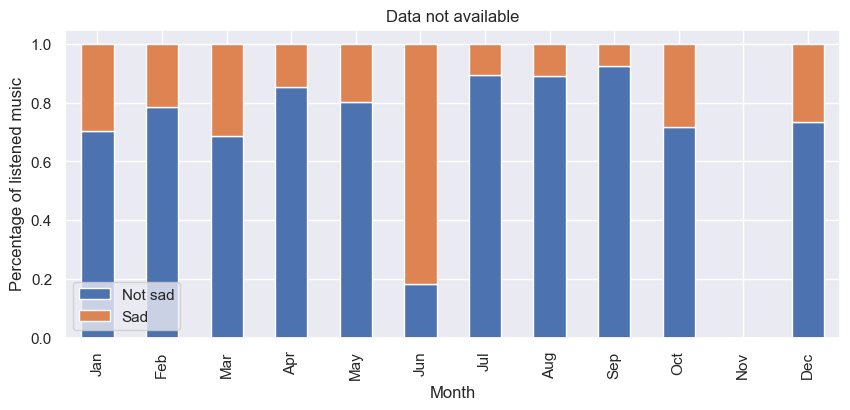 Data not available
Percentage of listened music
1.0
0.8
0.6
0.4
0.2
0.0
Not sad
Sad
Jan
Feb
Mar
Apr
May
Jun
Jul
Aug
Sep
Oct
Nov
Dec
Month